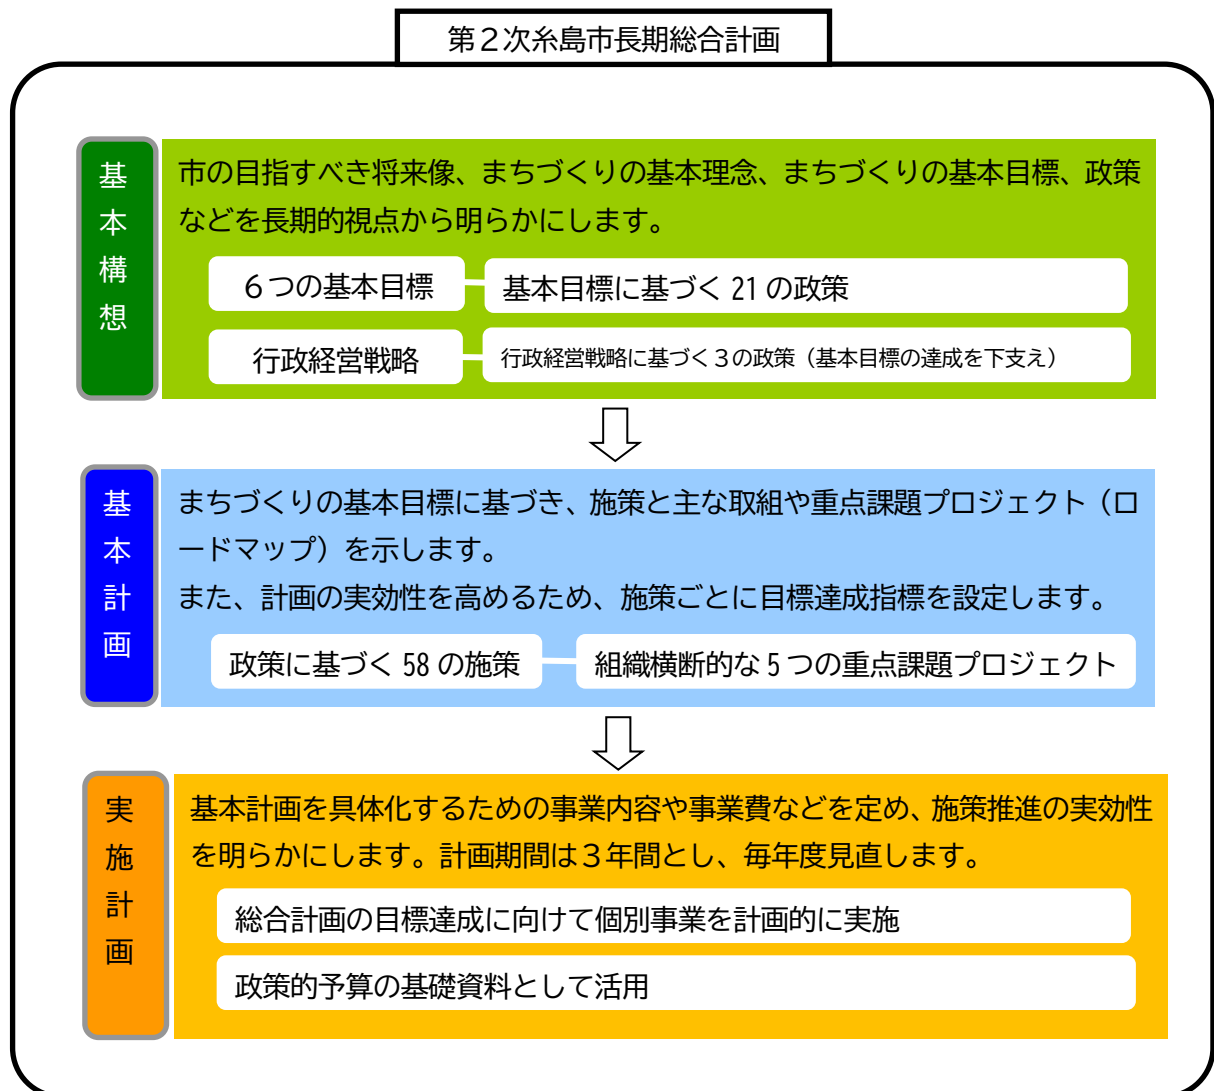 第２次糸島市長期総合計画
基本構想
市の目指すべき将来像、まちづくりの基本理念、まちづくりの基本目標、政策
などを長期的視点から明らかにします。
６つの基本目標
基本目標に基づく 21 の政策
行政経営戦略
行政経営戦略に基づく３の政策（基本目標の達成を下支え）
基本計画
まちづくりの基本目標に基づき、施策と主な取組や重点課題プロジェクト（ロ
ードマップ）を示します。
また、計画の実効性を高めるため、施策ごとに目標達成指標を設定します。
政策に基づく 58 の施策
組織横断的な 5 つの重点課題プロジェクト
実施計画
基本計画を具体化するための事業内容や事業費などを定め、施策推進の実効性
を明らかにします。計画期間は３年間とし、毎年度見直します。
総合計画の目標達成に向けて個別事業を計画的に実施
政策的予算の基礎資料として活用